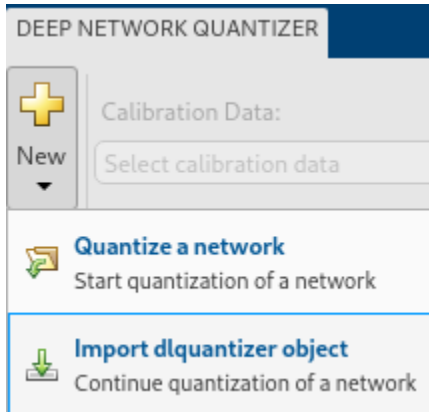 DEEP NETWORK QUANTIZER
Calibration Data:
New
Select calibration data
Quantize a network
Start quantization of a network
Import dlquantizer object
Continue quantization of a network